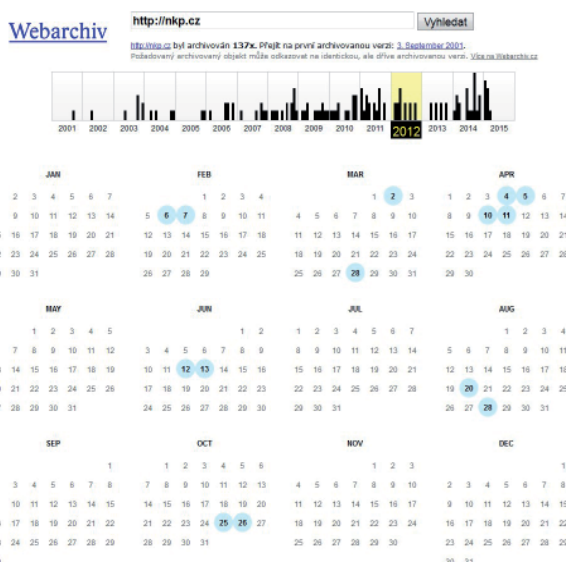 Webarchiv
http://nkp.cz
Vyhledat
http://nkp.cz byl archivován 137x. Přejít na první archivovanou verzi: 3. September 2001.
Požadovaný archivovaný objekt může odkazovat na identickou, ale dříve archivovanou verzi. Více na Webarchiv.cz
2001 2002 2003 2004 2005 2006 2007 2008 2009 2010 2011 2012 2013 2014 2015
JAN
2 3 4 5 6 7
9 10 11 12 13 14
16 17 18 19 20 21
23 24 25 26 27 28
30 31
FEB
1 2 3 4
5 6 7 8 9 10 11
12 13 14 15 16 17 18
19 20 21 22 23 24 25
26 27 28 29
MAR
1 2 3
4 5 6 7 8 9 10
11 12 13 14 15 16 17
18 19 20 21 22 23 24
25 26 27 28 29 30 31
APR
1 2 3 4 5 6 7
8 9 10 11 12 13 14
15 16 17 18 19 20 21
22 23 24 25 26 27 28
29 30
MAY
1 2 3 4 5
7 8 9 10 11 12
14 15 16 17 18 19
21 22 23 24 25 26
28 29 30 31
JUN
1 2
3 4 5 6 7 8 9
10 11 12 13 14 15 16
17 18 19 20 21 22 23
24 25 26 27 28 29 30
JUL
1 2 3 4 5 6 7
8 9 10 11 12 13 14
15 16 17 18 19 20 21
22 23 24 25 26 27 28
29 30 31
AUG
1 2 3 4
5 6 7 8 9 10 11
12 13 14 15 16 17 18
19 20 21 22 23 24 25
26 27 28 29 30 31
SEP
1
3 4 5 6 7 8
10 11 12 13 14 15
17 18 19 20 21 22
24 25 26 27 28 29
OCT
1 2 3 4 5 6
7 8 9 10 11 12 13
14 15 16 17 18 19 20
21 22 23 24 25 26 27
28 29 30 31
NOV
1 2 3
4 5 6 7 8 9 10
11 12 13 14 15 16 17
18 19 20 21 22 23 24
25 26 27 28 29 30
DEC
1
2 3 4 5 6 7 8
9 10 11 12 13 14 15
16 17 18 19 20 21 22
23 24 25 26 27 28 29
30 31